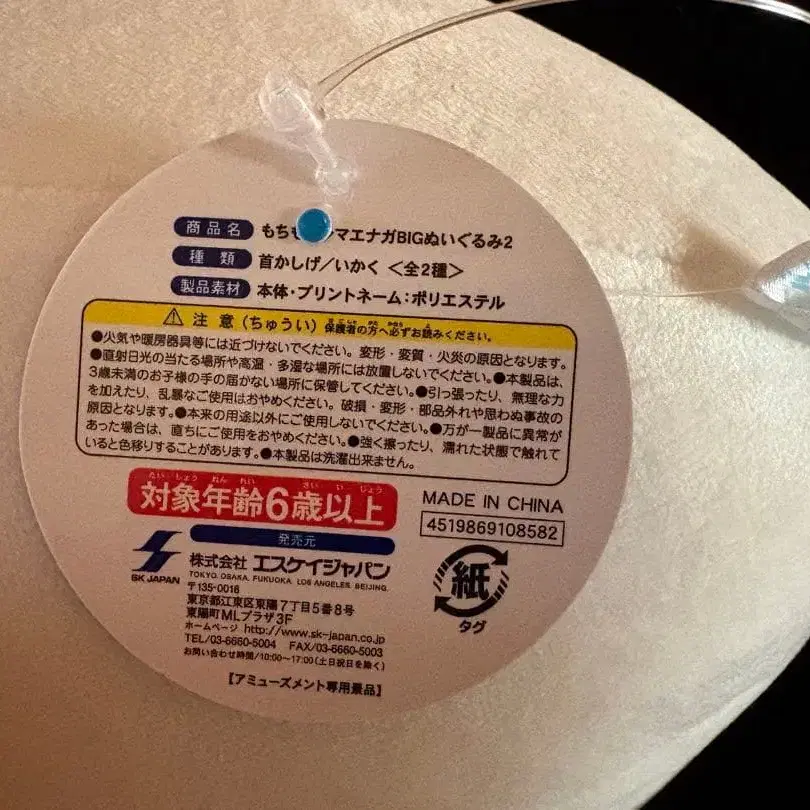 商品名 もちも マエナガBIGぬいぐるみ2
種類 首かしげ／いかく ＜全2種＞
製品素材 本体・プリントネーム：ポリエステル
⚠ 注意（ちゅうい）保護者の方へ必ずお読みください。
●火気や暖房器具等には近づけないでください。変形・変質・火災の原因となります。
●直射日光の当たる場所や高温・多湿な場所には放置しないでください。●本製品は、
3歳未満のお子様の手の届かない場所に保管してください。●引っ張ったり、無理な力
を加えたり、乱暴なご使用はおやめください。破損・変形・部品外れや思わぬ事故の
原因となります。●本来の用途以外にご使用しないでください。●万が一製品に異常が
あった場合は、直ちにご使用をおやめください。●強く擦ったり、濡れた状態で触れて
いると色移りすることがあります。●本製品は洗濯出来ません。
たいしょうねんれい さいいじょう
対象年齢6歳以上
MADE IN CHINA
4519869108582
発売元
SK JAPAN
株式会社 エスケイジャパン
TOKYO. OSAKA. FUKUOKA. LOS ANGELES. BEIJING.
〒135-0016
東京都江東区東陽7丁目5番8号
東陽町MLプラザ3F
ホームページ http://www.sk-japan.co.jp
TEL/03-6660-5004 FAX/03-6660-5003
お問い合わせ時間/10:00～17:00(土日祝日を除く)
紙
タグ
【アミューズメント専用景品】